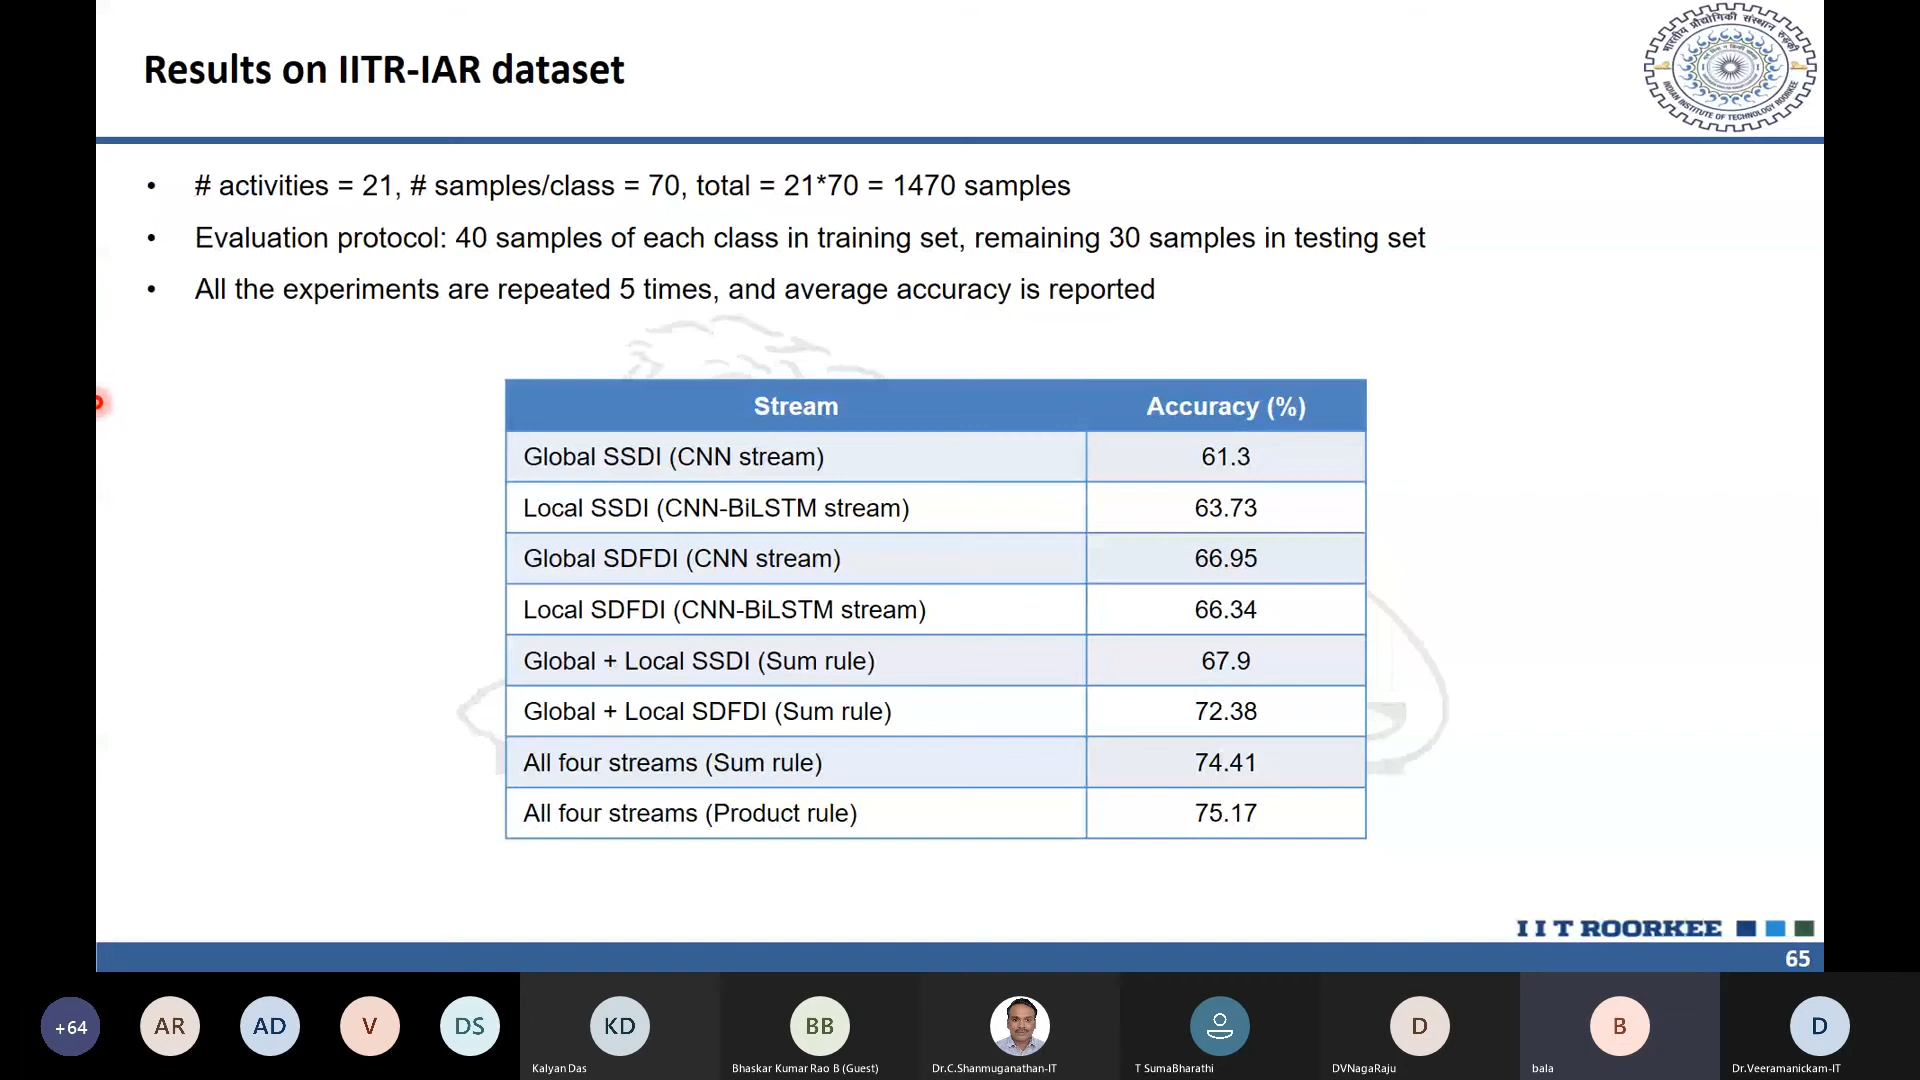 Results on IITR-IAR dataset
भारतीय प्रौद्योगिकी संस्थान रुड़की
INDIAN INSTITUTE OF TECHNOLOGY ROORKEE
• # activities = 21, # samples/class = 70, total = 21*70 = 1470 samples
• Evaluation protocol: 40 samples of each class in training set, remaining 30 samples in testing set
• All the experiments are repeated 5 times, and average accuracy is reported
Stream Accuracy (%)
Global SSDI (CNN stream) 61.3
Local SSDI (CNN-BiLSTM stream) 63.73
Global SDFDI (CNN stream) 66.95
Local SDFDI (CNN-BiLSTM stream) 66.34
Global + Local SSDI (Sum rule) 67.9
Global + Local SDFDI (Sum rule) 72.38
All four streams (Sum rule) 74.41
All four streams (Product rule) 75.17
IIT ROORKEE
65
+64 AR AD V DS KD BB D B D
Kalyan Das Bhaskar Kumar Rao B (Guest) Dr.C.Shanmuganathan-IT T SumaBharathi DVNagaRaju bala Dr.Veeramanickam-IT